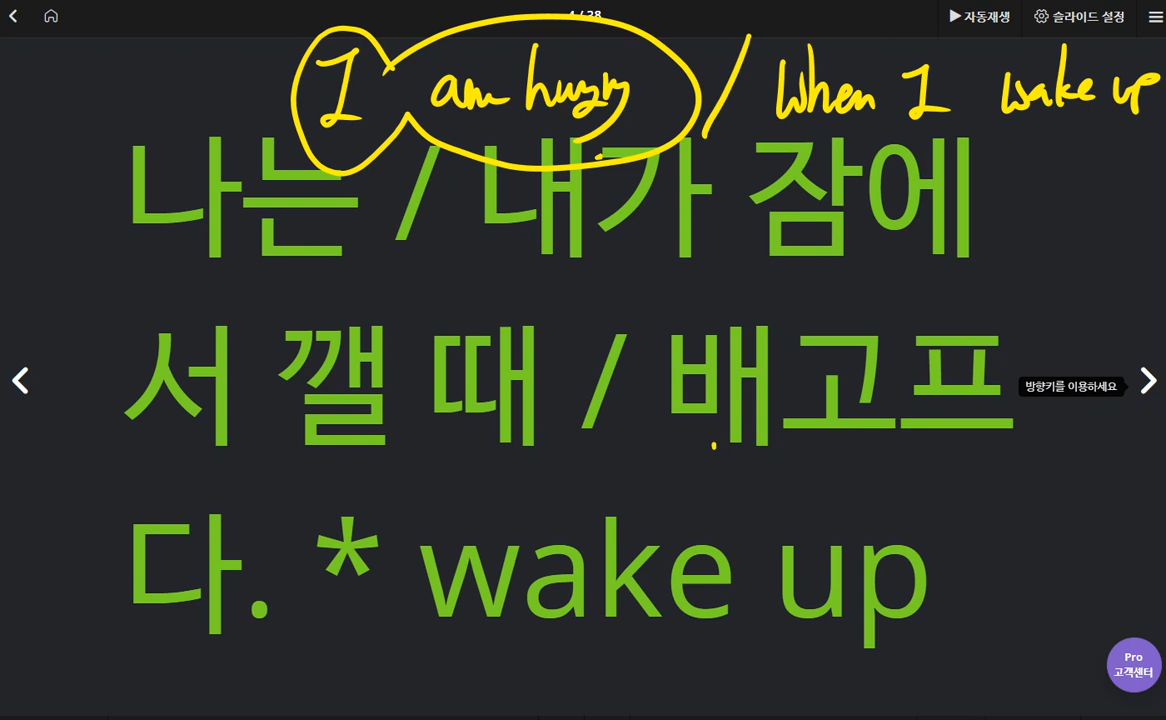 4 / 28
자동재생
슬라이드 설정
I am hungry / When I wake up
나는 / 내가 잠에
서 깰 때 / 배고프
방향키를 이용하세요
다. * wake up
Pro
고객센터